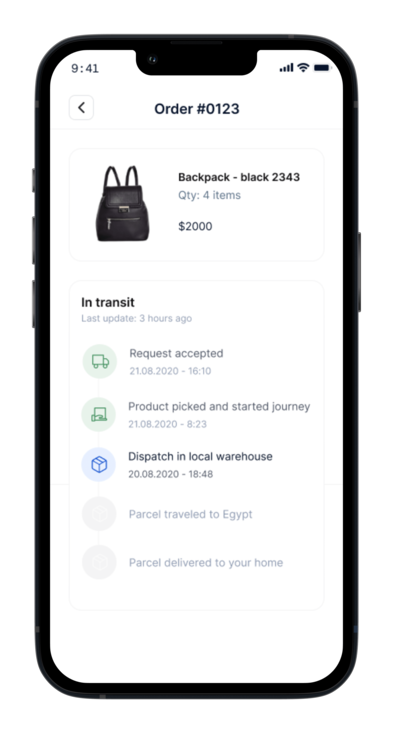 9:41
Order #0123
Backpack - black 2343
Qty: 4 items
$2000
In transit
Last update: 3 hours ago
Request accepted
21.08.2020 - 16:10
Product picked and started journey
21.08.2020 - 8:23
Dispatch in local warehouse
20.08.2020 - 18:48
Parcel traveled to Egypt
Parcel delivered to your home